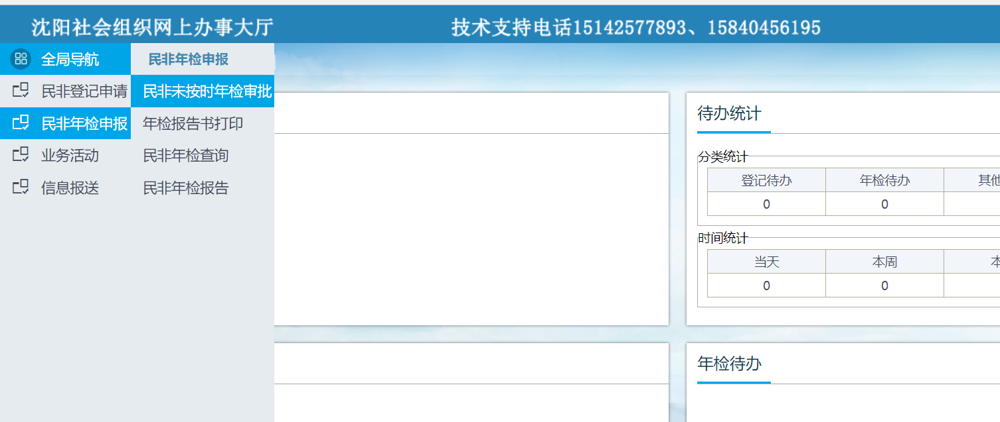 沈阳社会组织网上办事大厅
技术支持电话15142577893、15840456195
全局导航
民非登记申请
民非年检申报
业务活动
信息报送
民非年检申报
民非未按时年检审批
年检报告书打印
民非年检查询
民非年检报告
待办统计
分类统计
登记待办 年检待办 其他
0 0
时间统计
当天 本周 本
0 0
年检待办